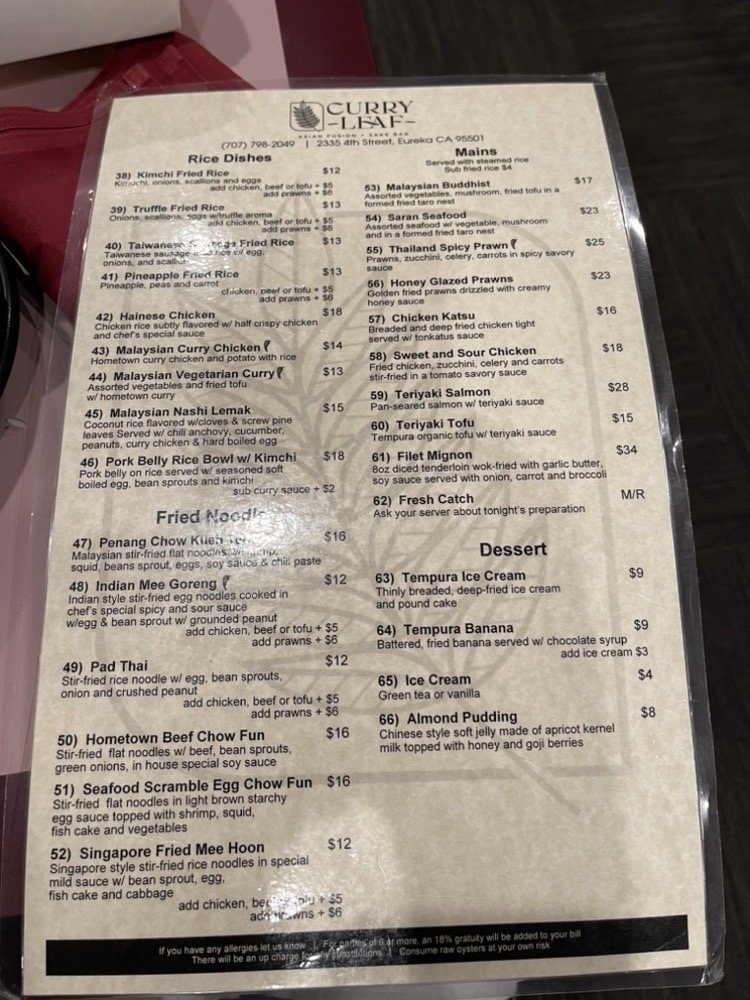 CURRY
-LEAF-
ASIAN FUSION • SAKE BAR
(707) 798-2049 | 2335 4th Street, Eureka CA 95501
Rice Dishes
38) Kimchi Fried Rice $12
Kimuchi, onions, scallions and eggs
add chicken, beef or tofu + $5
add prawns + $6
39) Truffle Fried Rice $13
Onions, scallions, eggs w/truffle aroma
add chicken, beef or tofu + $5
add prawns + $6
40) Taiwanese Sausage Fried Rice $13
Taiwanese sausage fried rice w/ egg,
onions, and scallion
41) Pineapple Fried Rice $13
Pineapple, peas and carrot
chicken, beef or tofu + $5
add prawns + $6
42) Hainese Chicken $18
Chicken rice subtly flavored w/ half crispy chicken
and chef's special sauce
43) Malaysian Curry Chicken $14
Hometown curry chicken and potato with rice
44) Malaysian Vegetarian Curry $13
Assorted vegetables and fried tofu
w/ hometown curry
45) Malaysian Nashi Lemak $15
Coconut rice flavored w/cloves & screw pine
leaves Served w/ chili anchovy, cucumber,
peanuts, curry chicken & hard boiled egg
46) Pork Belly Rice Bowl w/ Kimchi $18
Pork belly on rice served w/ seasoned soft
boiled egg, bean sprouts and kimchi
sub curry sauce + $2
Fried Noodle
47) Penang Chow Kueh $16
Malaysian stir-fried flat noodles w/shrimp,
squid, beans sprout, eggs, soy sauce & chili paste
48) Indian Mee Goreng $12
Indian style stir-fried egg noodles cooked in
chef's special spicy and sour sauce
w/egg & bean sprout w/ grounded peanut
add chicken, beef or tofu + $5
add prawns + $6
49) Pad Thai $12
Stir-fried rice noodle w/ egg, bean sprouts,
onion and crushed peanut
add chicken, beef or tofu + $5
add prawns + $6
50) Hometown Beef Chow Fun $16
Stir-fried flat noodles w/ beef, bean sprouts,
green onions, in house special soy sauce
51) Seafood Scramble Egg Chow Fun $16
Stir-fried flat noodles in light brown starchy
egg sauce topped with shrimp, squid,
fish cake and vegetables
52) Singapore Fried Mee Hoon $12
Singapore style stir-fried rice noodles in special
mild sauce w/ bean sprout, egg,
fish cake and cabbage
add chicken, beef or tofu + $5
add prawns + $6
Mains
Served with steamed rice
Sub fried rice $4
53) Malaysian Buddhist $17
Assorted vegetables, mushroom, fried tofu in a
formed fried taro nest
54) Saran Seafood $23
Assorted seafood w/ vegetable, mushroom
and in a formed fried taro nest
55) Thailand Spicy Prawn $25
Prawns, zucchini, celery, carrots in spicy savory
sauce
56) Honey Glazed Prawns $23
Golden fried prawns drizzled with creamy
honey sauce
57) Chicken Katsu $16
Breaded and deep fried chicken tight
served w/ tonkatus sauce
58) Sweet and Sour Chicken $18
Fried chicken, zucchini, celery and carrots
stir-fried in a tomato savory sauce
59) Teriyaki Salmon $28
Pan-seared salmon w/ teriyaki sauce
60) Teriyaki Tofu $15
Tempura organic tofu w/ teriyaki sauce
61) Filet Mignon $34
8oz diced tenderloin wok-fried with garlic butter,
soy sauce served with onion, carrot and broccoli
62) Fresh Catch M/R
Ask your server about tonight's preparation
Dessert
63) Tempura Ice Cream $9
Thinly breaded, deep-fried ice cream
and pound cake
64) Tempura Banana $9
Battered, fried banana served w/ chocolate syrup
add ice cream $3
65) Ice Cream $4
Green tea or vanilla
66) Almond Pudding $8
Chinese style soft jelly made of apricot kernel
milk topped with honey and goji berries
If you have any allergies let us know | For parties of 6 or more, an 18% gratuity will be added to your bill
There will be an up charge for any substitutions | Consume raw oysters at your own risk